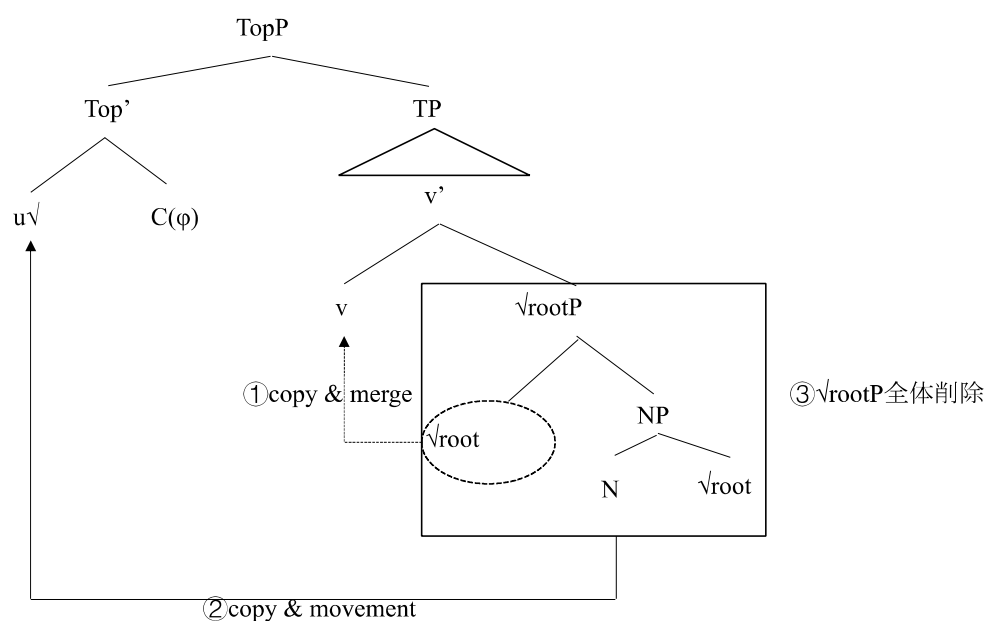 TopP
Top’ TP
u√ C(φ) v’
v √rootP
①copy & merge ③√rootP全体削除
NP
√root
N √root
②copy & movement